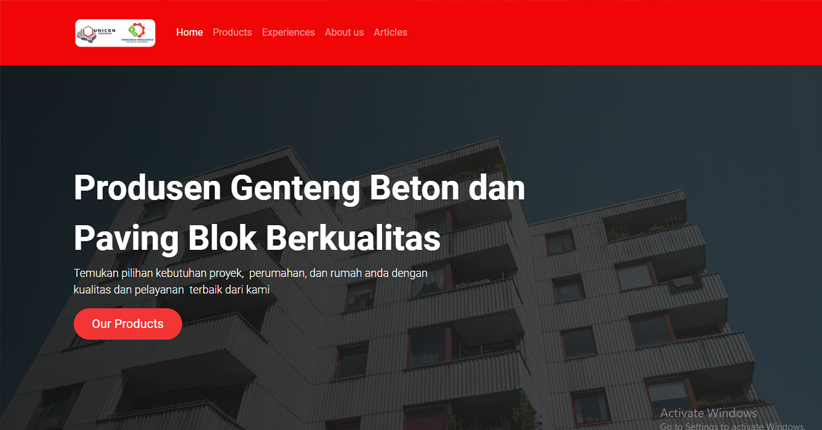 UNICON
Home Products Experiences About us Articles
Produsen Genteng Beton dan
Paving Blok Berkualitas
Temukan pilihan kebutuhan proyek, perumahan, dan rumah anda dengan
kualitas dan pelayanan terbaik dari kami
Our Products
Activate Windows
Go to Settings to activate Windows.